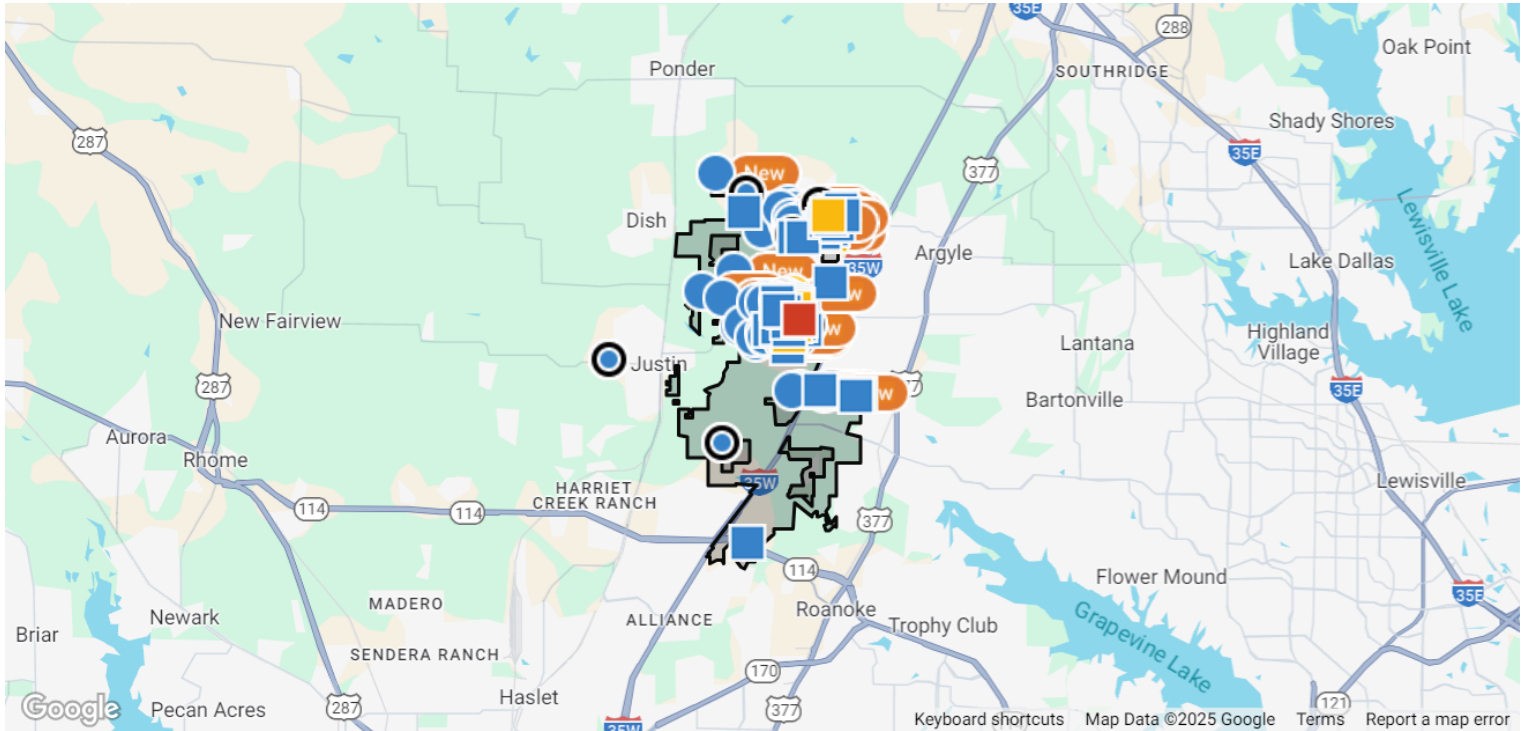 35E
288
Oak Point
SOUTHRIDGE
Ponder
Shady Shores
287
35E
377
New
Dish
Argyle
35W
Lake Dallas
Lewisville Lake
New
New Fairview
Highland
Village
Lantana
Justin
287
35E
Bartonville
Aurora
Rhome
35W
Lewisville
HARRIET
CREEK RANCH
114
114
377
114
Flower Mound
35E
MADERO
Roanoke
Newark
ALLIANCE
Trophy Club
Briar
Grapevine Lake
SENDERA RANCH
170
Haslet
287
Pecan Acres
377
121
Google
35W
Keyboard shortcuts
Map Data ©2025 Google
Terms
Report a map error